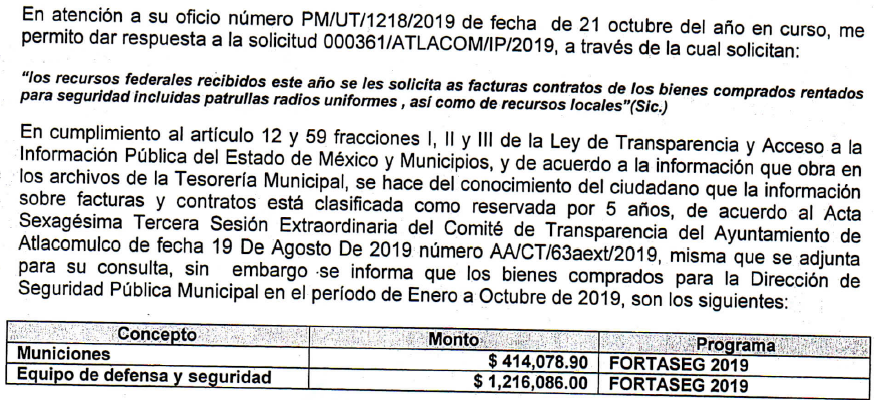 En atención a su oficio número PM/UT/1218/2019 de fecha de 21 octubre del año en curso, me
permito dar respuesta a la solicitud 000361/ATLACOM/IP/2019, a través de la cual solicitan:
"los recursos federales recibidos este año se les solicita as facturas contratos de los bienes comprados rentados
para seguridad incluidas patrullas radios uniformes , así como de recursos locales"(Sic.)
En cumplimiento al artículo 12 y 59 fracciones I, II y III de la Ley de Transparencia y Acceso a la
Información Pública del Estado de México y Municipios, y de acuerdo a la información que obra en
los archivos de la Tesorería Municipal, se hace del conocimiento del ciudadano que la información
sobre facturas y contratos está clasificada como reservada por 5 años, de acuerdo al Acta
Sexagésima Tercera Sesión Extraordinaria del Comité de Transparencia del Ayuntamiento de
Atlacomulco de fecha 19 De Agosto De 2019 número AA/CT/63aext/2019, misma que se adjunta
para su consulta, sin embargo se informa que los bienes comprados para la Dirección de
Seguridad Pública Municipal en el período de Enero a Octubre de 2019, son los siguientes:
Concepto Monto Programa
Municiones $ 414,078.90 FORTASEG 2019
Equipo de defensa y seguridad $ 1,216,086.00 FORTASEG 2019